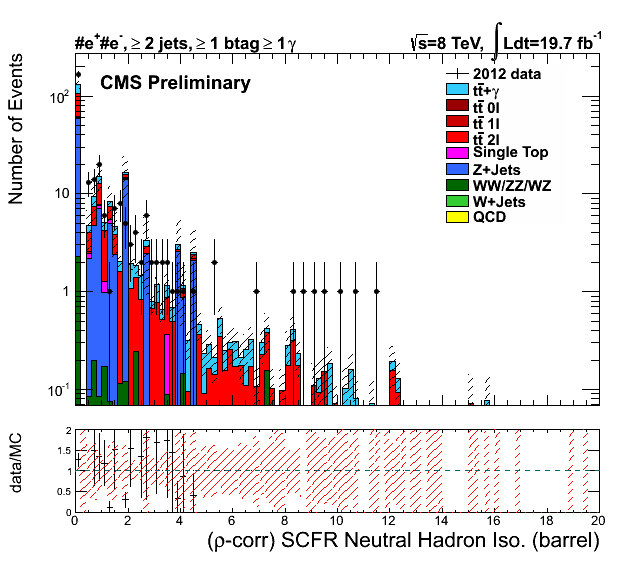 #e⁺#e⁻, ≥ 2 jets, ≥ 1 btag ≥ 1γ
√s=8 TeV, ∫Ldt=19.7 fb⁻¹
CMS Preliminary
2012 data
tt̄+γ
tt̄ 0l
tt̄ 1l
tt̄ 2l
Single Top
Z+Jets
WW/ZZ/WZ
W+Jets
QCD
Number of Events
10²
10
1
10⁻¹
data/MC
2
1.5
1
0.5
0
0 2 4 6 8 10 12 14 16 18 20
(ρ-corr) SCFR Neutral Hadron Iso. (barrel)